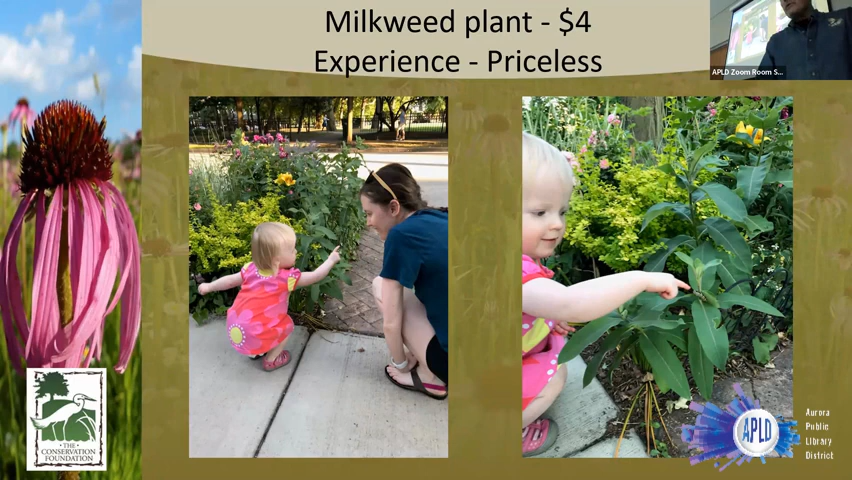 Milkweed plant - $4
Experience - Priceless
APLD Zoom Room S...
THE
CONSERVATION
FOUNDATION
APLD
Aurora
Public
Library
District